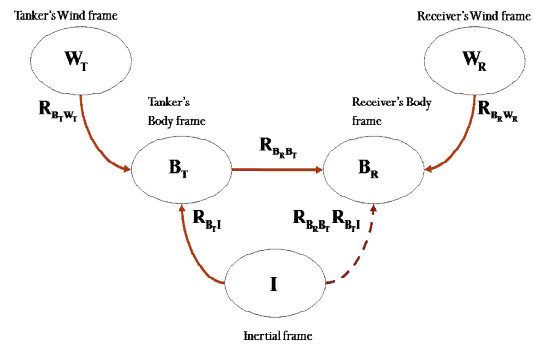 Tanker's Wind frame
Receiver's Wind frame
W_T
W_R
R_{B_T W_T}
Tanker's
Body frame
Receiver's Body
frame
R_{B_R W_R}
R_{B_R B_T}
B_T
B_R
R_{B_T I}
R_{B_R B_T} R_{B_T I}
I
Inertial frame